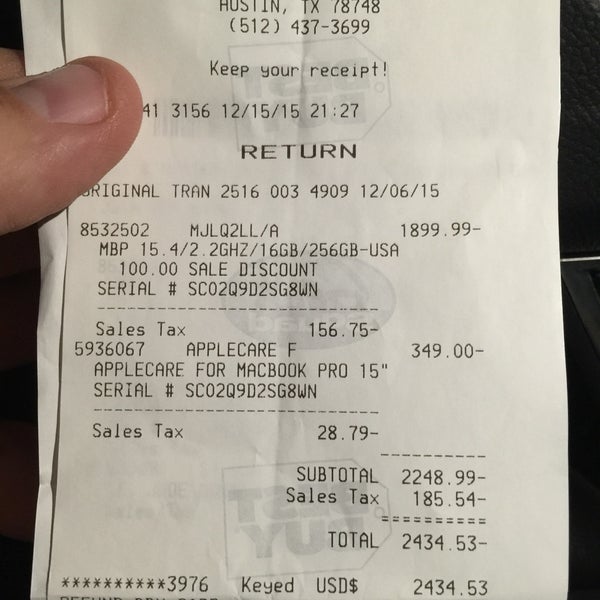 AUSTIN, TX 78748
(512) 437-3699
Keep your receipt!
41 3156 12/15/15 21:27
RETURN
ORIGINAL TRAN 2516 003 4909 12/06/15
8532502 MJLQ2LL/A 1899.99-
MBP 15.4/2.2GHZ/16GB/256GB-USA
100.00 SALE DISCOUNT
SERIAL # SC02Q9D2SG8WN
Sales Tax 156.75-
5936067 APPLECARE F 349.00-
APPLECARE FOR MACBOOK PRO 15"
SERIAL # SC02Q9D2SG8WN
Sales Tax 28.79-
SUBTOTAL 2248.99-
Sales Tax 185.54-
TOTAL 2434.53-
**********3976 Keyed USD$ 2434.53